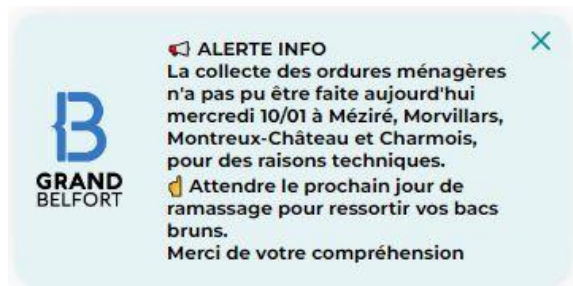 📢 ALERTE INFO
La collecte des ordures ménagères
n'a pas pu être faite aujourd'hui
mercredi 10/01 à Méziré, Morvillars,
Montreux-Château et Charmois,
pour des raisons techniques.
☝ Attendre le prochain jour de
ramassage pour ressortir vos bacs
bruns.
Merci de votre compréhension
GRAND
BELFORT